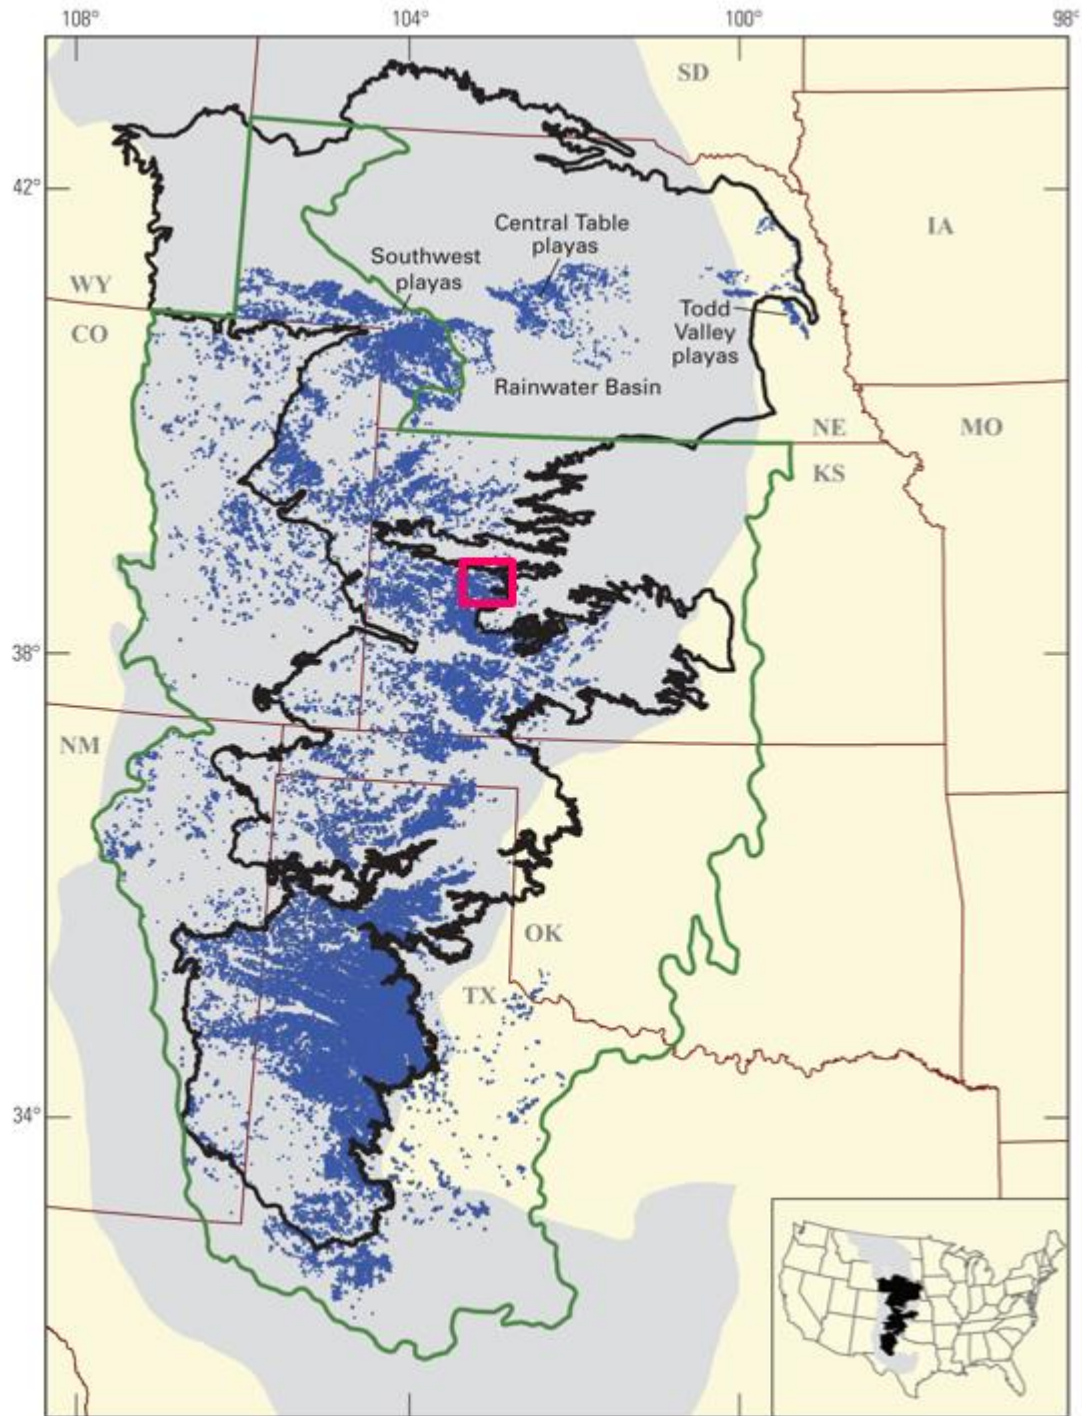 108°
104°
100°
98°
SD
42°
IA
Central Table
playas
Southwest
playas
WY
CO
Todd
Valley
playas
Rainwater Basin
NE
MO
KS
38°
NM
OK
TX
34°